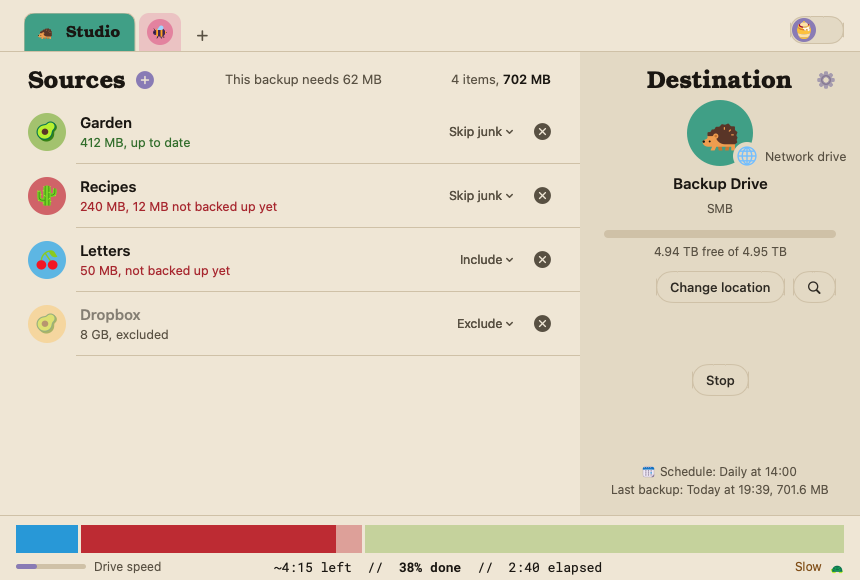 Studio
+
Sources
This backup needs 62 MB
4 items, 702 MB
Garden
412 MB, up to date
Skip junk
Recipes
240 MB, 12 MB not backed up yet
Skip junk
Letters
50 MB, not backed up yet
Include
Dropbox
8 GB, excluded
Exclude
Destination
Network drive
Backup Drive
SMB
4.94 TB free of 4.95 TB
Change location
Stop
Schedule: Daily at 14:00
Last backup: Today at 19:39, 701.6 MB
Drive speed
~4:15 left // 38% done // 2:40 elapsed
Slow